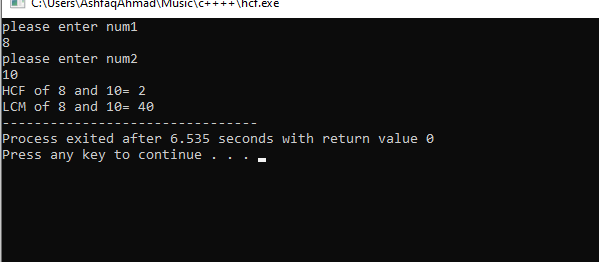 C:\Users\AshfaqAhmad\Music\c++++\hcf.exe
please enter num1
8
please enter num2
10
HCF of 8 and 10= 2
LCM of 8 and 10= 40
--------------------------------
Process exited after 6.535 seconds with return value 0
Press any key to continue . . .